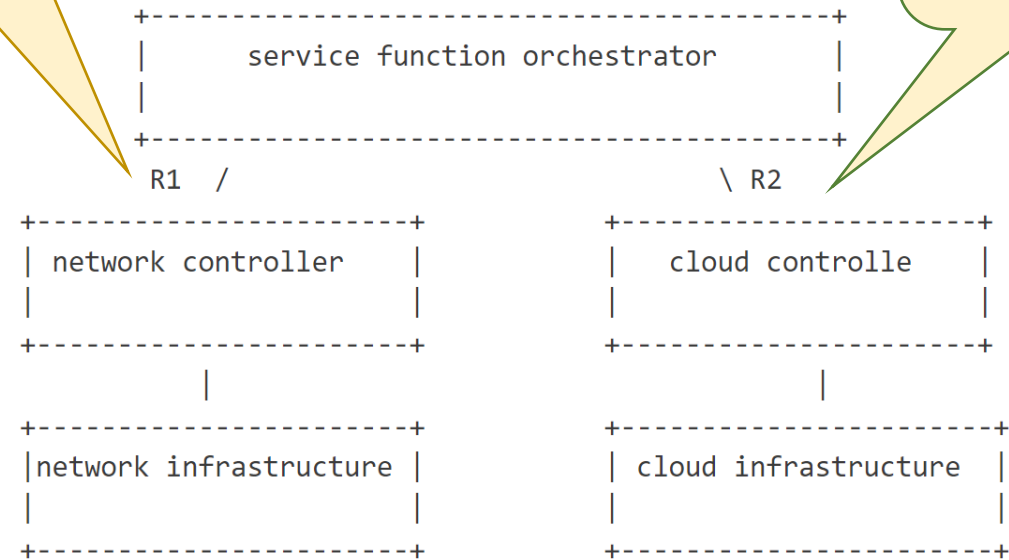 service function orchestrator
R1 / \ R2
network controller cloud controlle
network infrastructure cloud infrastructure